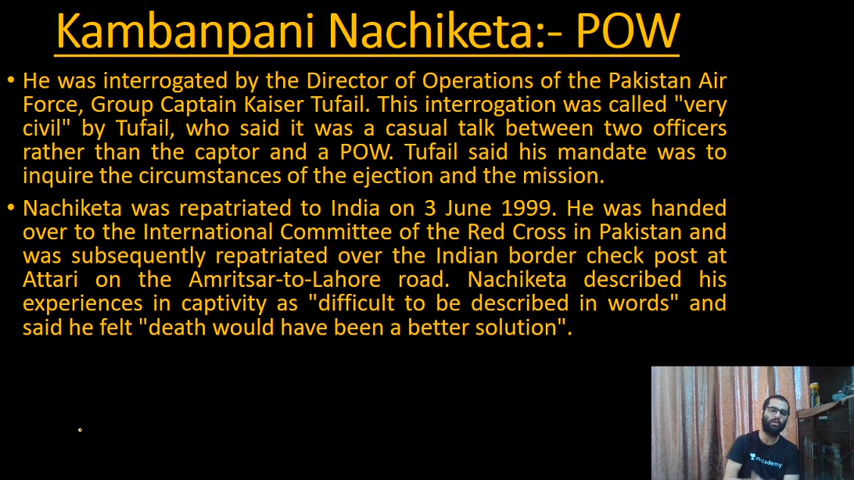 Kambanpani Nachiketa:- POW
• He was interrogated by the Director of Operations of the Pakistan Air
Force, Group Captain Kaiser Tufail. This interrogation was called "very
civil" by Tufail, who said it was a casual talk between two officers
rather than the captor and a POW. Tufail said his mandate was to
inquire the circumstances of the ejection and the mission.
• Nachiketa was repatriated to India on 3 June 1999. He was handed
over to the International Committee of the Red Cross in Pakistan and
was subsequently repatriated over the Indian border check post at
Attari on the Amritsar-to-Lahore road. Nachiketa described his
experiences in captivity as "difficult to be described in words" and
said he felt "death would have been a better solution".